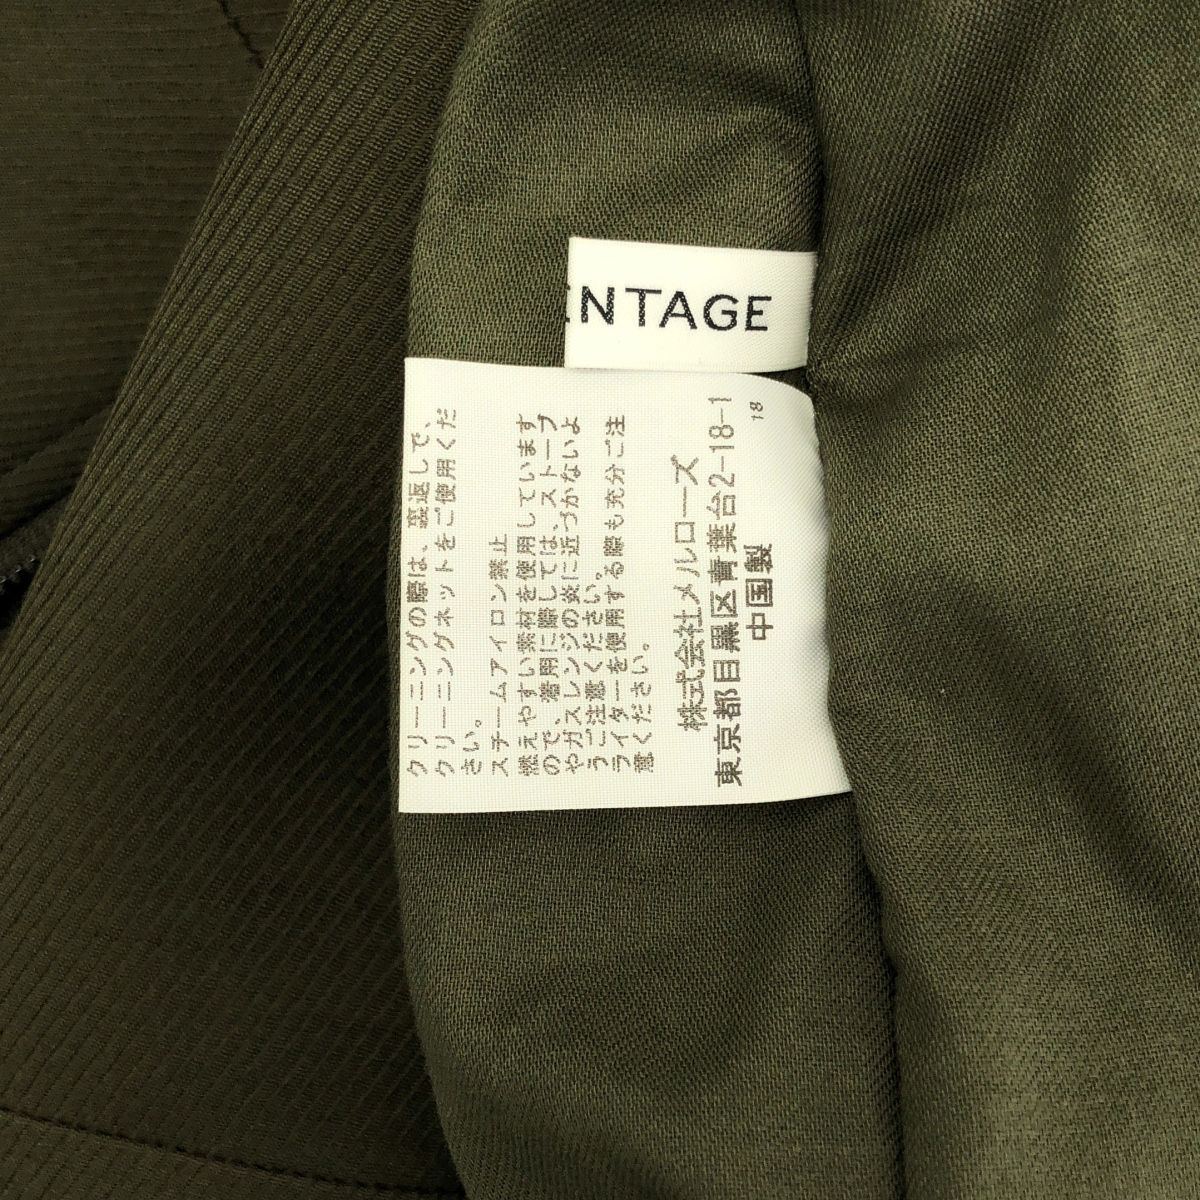 ENTAGE
クリーニングの際は、裏返しで、
クリーニングネットをご使用くだ
さい。
スチームアイロン禁止
燃えやすい素材を使用しています
ので、着用に際しては、ストーブ
やガスレンジの炎に近づかないよ
うご注意ください。
ライターを使用する際も充分ご注
意ください。
株式会社メルローズ
東京都目黒区青葉台2-18-1
中国製
18